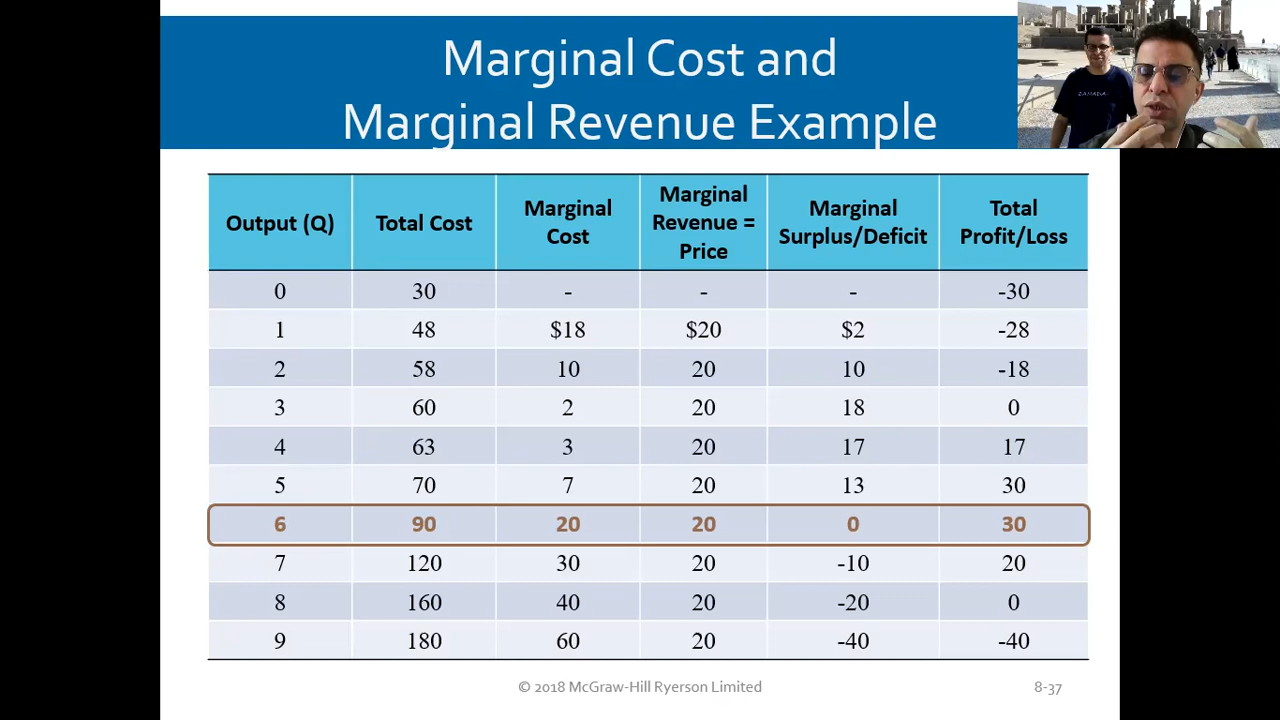 Marginal Cost and
Marginal Revenue Example
Output (Q) Total Cost Marginal Cost Marginal Revenue = Price Marginal Surplus/Deficit Total Profit/Loss
0 30 - - - -30
1 48 $18 $20 $2 -28
2 58 10 20 10 -18
3 60 2 20 18 0
4 63 3 20 17 17
5 70 7 20 13 30
6 90 20 20 0 30
7 120 30 20 -10 20
8 160 40 20 -20 0
9 180 60 20 -40 -40
© 2018 McGraw-Hill Ryerson Limited
8-37